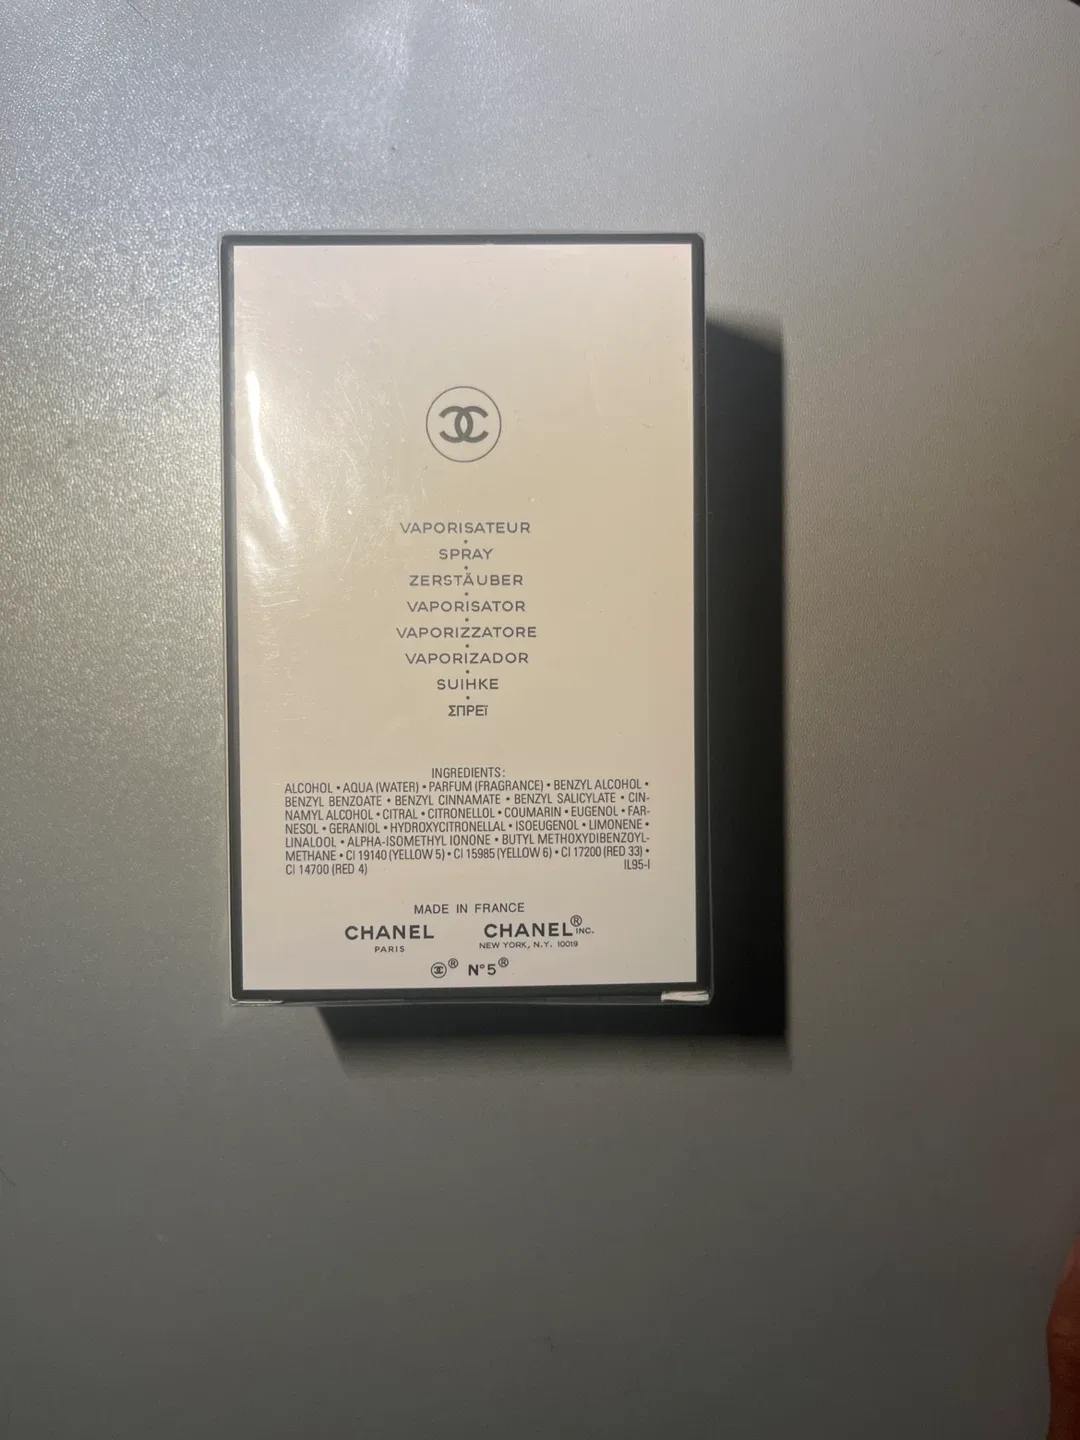 VAPORISATEUR
•
SPRAY
•
ZERSTÄUBER
•
VAPORISATOR
•
VAPORIZZATORE
•
VAPORIZADOR
•
SUIHKE
•
ΣΠΡΕΪ
INGREDIENTS:
ALCOHOL • AQUA (WATER) • PARFUM (FRAGRANCE) • BENZYL ALCOHOL •
BENZYL BENZOATE • BENZYL CINNAMATE • BENZYL SALICYLATE • CIN-
NAMYL ALCOHOL • CITRAL • CITRONELLOL • COUMARIN • EUGENOL • FAR-
NESOL • GERANIOL • HYDROXYCITRONELLAL • ISOEUGENOL • LIMONENE •
LINALOOL • ALPHA-ISOMETHYL IONONE • BUTYL METHOXYDIBENZOYL-
METHANE • CI 19140 (YELLOW 5) • CI 15985 (YELLOW 6) • CI 17200 (RED 33) •
CI 14700 (RED 4) IL95-I
MADE IN FRANCE
CHANEL CHANEL® INC.
PARIS NEW YORK, N.Y. 10019
® N°5®